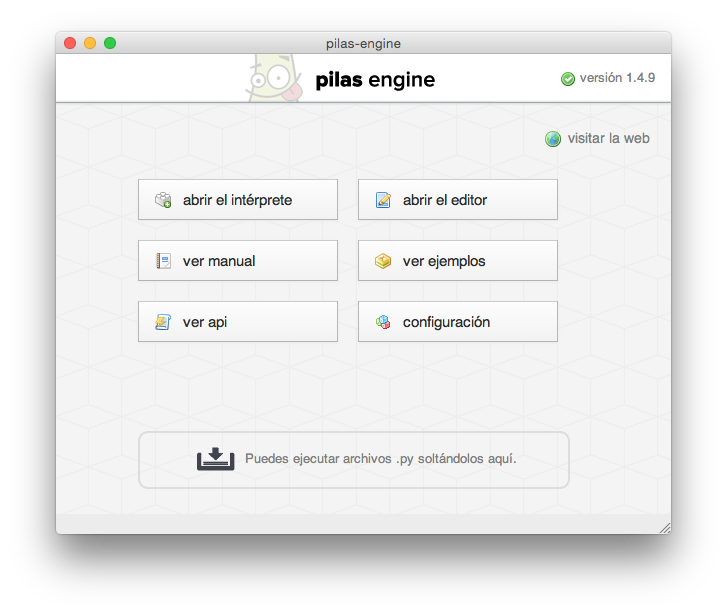 pilas-engine
pilas engine
versión 1.4.9
visitar la web
abrir el intérprete
abrir el editor
ver manual
ver ejemplos
ver api
configuración
Puedes ejecutar archivos .py soltándolos aquí.